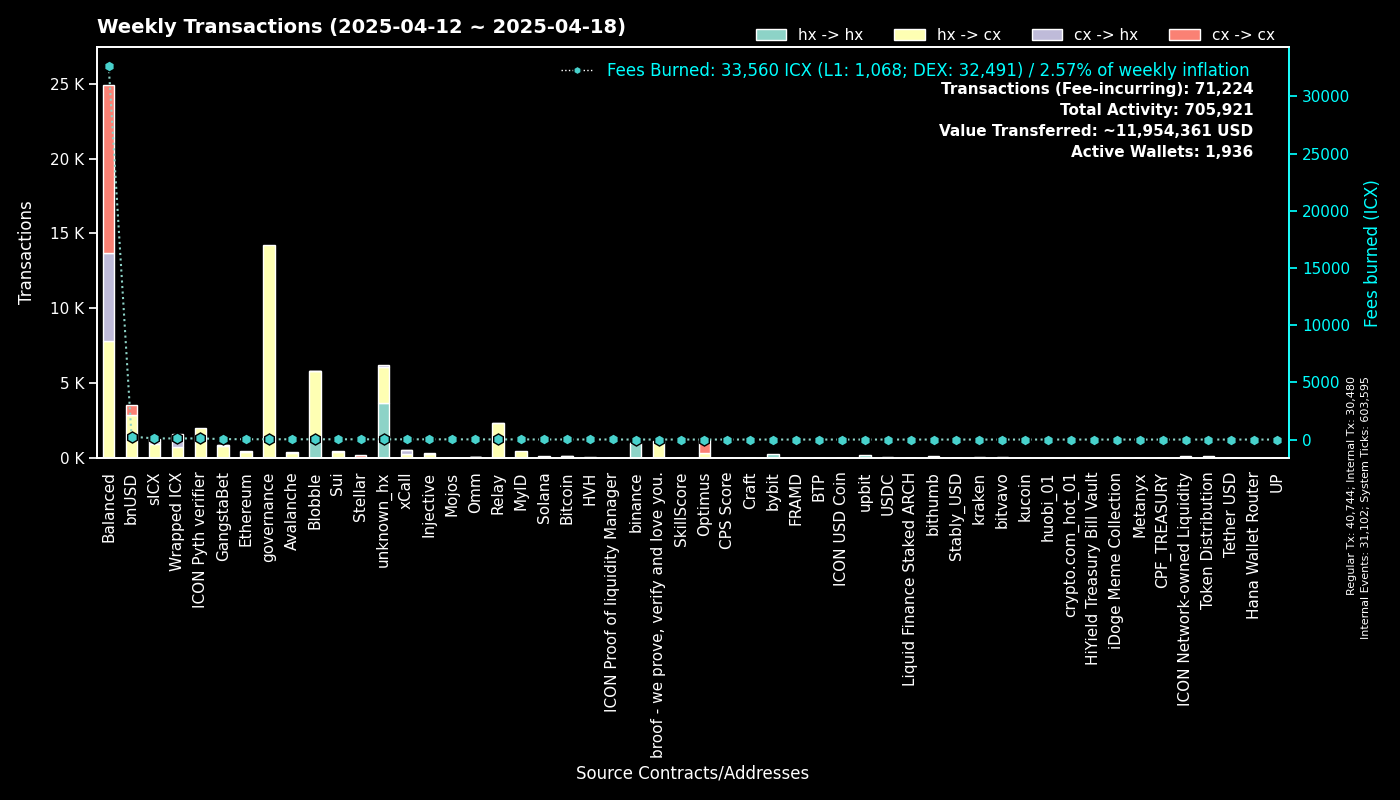 Weekly Transactions (2025-04-12 ~ 2025-04-18)
hx -> hx
hx -> cx
cx -> hx
cx -> cx
Fees Burned: 33,560 ICX (L1: 1,068; DEX: 32,491) / 2.57% of weekly inflation
Transactions (Fee-incurring): 71,224
Total Activity: 705,921
Value Transferred: ~11,954,361 USD
Active Wallets: 1,936
Transactions
25 K
20 K
15 K
10 K
5 K
0 K
30000
25000
20000
15000
10000
5000
0
Fees burned (ICX)
Regular Tx: 40,744; Internal Tx: 30,480
Internal Events: 31,102; System Ticks: 603,595
Balanced
bnUSD
sICX
Wrapped ICX
ICON Pyth verifier
GangstaBet
Ethereum
governance
Avalanche
Blobble
Sui
Stellar
unknown_hx
xCall
Injective
Mojos
Omm
Relay
MyID
Solana
Bitcoin
HVH
ICON Proof of liquidity Manager
binance
broof - we prove, verify and love you.
SkillScore
Optimus
CPS Score
Craft
bybit
FRAMD
BTP
ICON USD Coin
upbit
USDC
Liquid Finance Staked ARCH
bithumb
Stably_USD
kraken
bitvavo
kucoin
huobi_01
crypto.com_hot_01
HiYield Treasury Bill Vault
iDoge Meme Collection
Metanyx
CPF_TREASURY
ICON Network-owned Liquidity
Token Distribution
Tether USD
Hana Wallet Router
UP
Source Contracts/Addresses